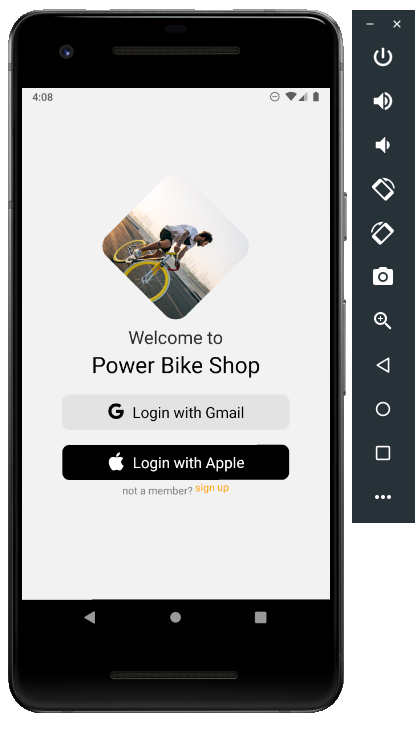 4:08
Welcome to
Power Bike Shop
Login with Gmail
Login with Apple
not a member? sign up